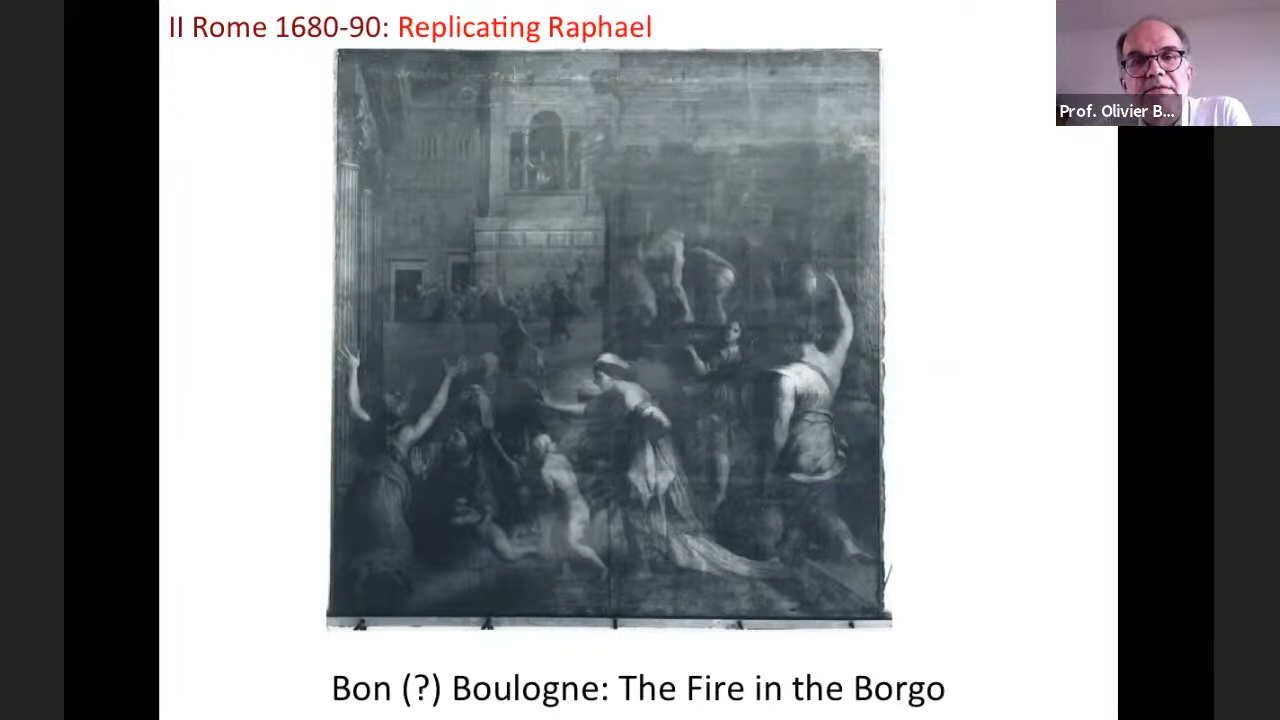 II Rome 1680-90: Replicating Raphael
Prof. Olivier B...
Bon (?) Boulogne: The Fire in the Borgo